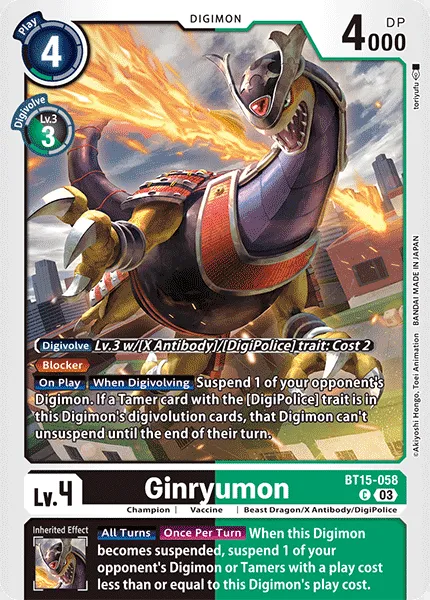 Play
4
DIGIMON
4000
DP
Digivolve
Lv.3
3
toriyufu
Digivolve Lv.3 w/[X Antibody]/[DigiPolice] trait: Cost 2
Blocker
On Play When Digivolving Suspend 1 of your opponent's
Digimon. If a Tamer card with the [DigiPolice] trait is in
this Digimon's digivolution cards, that Digimon can't
unsuspend until the end of their turn.
©Akiyoshi Hongo, Toei Animation BANDAI MADE IN JAPAN
Lv.4
Ginryumon
BT15-058
C 03
Champion | Vaccine | Beast Dragon/X Antibody/DigiPolice
Inherited Effect
All Turns Once Per Turn When this Digimon
becomes suspended, suspend 1 of your
opponent's Digimon or Tamers with a play cost
less than or equal to this Digimon's play cost.